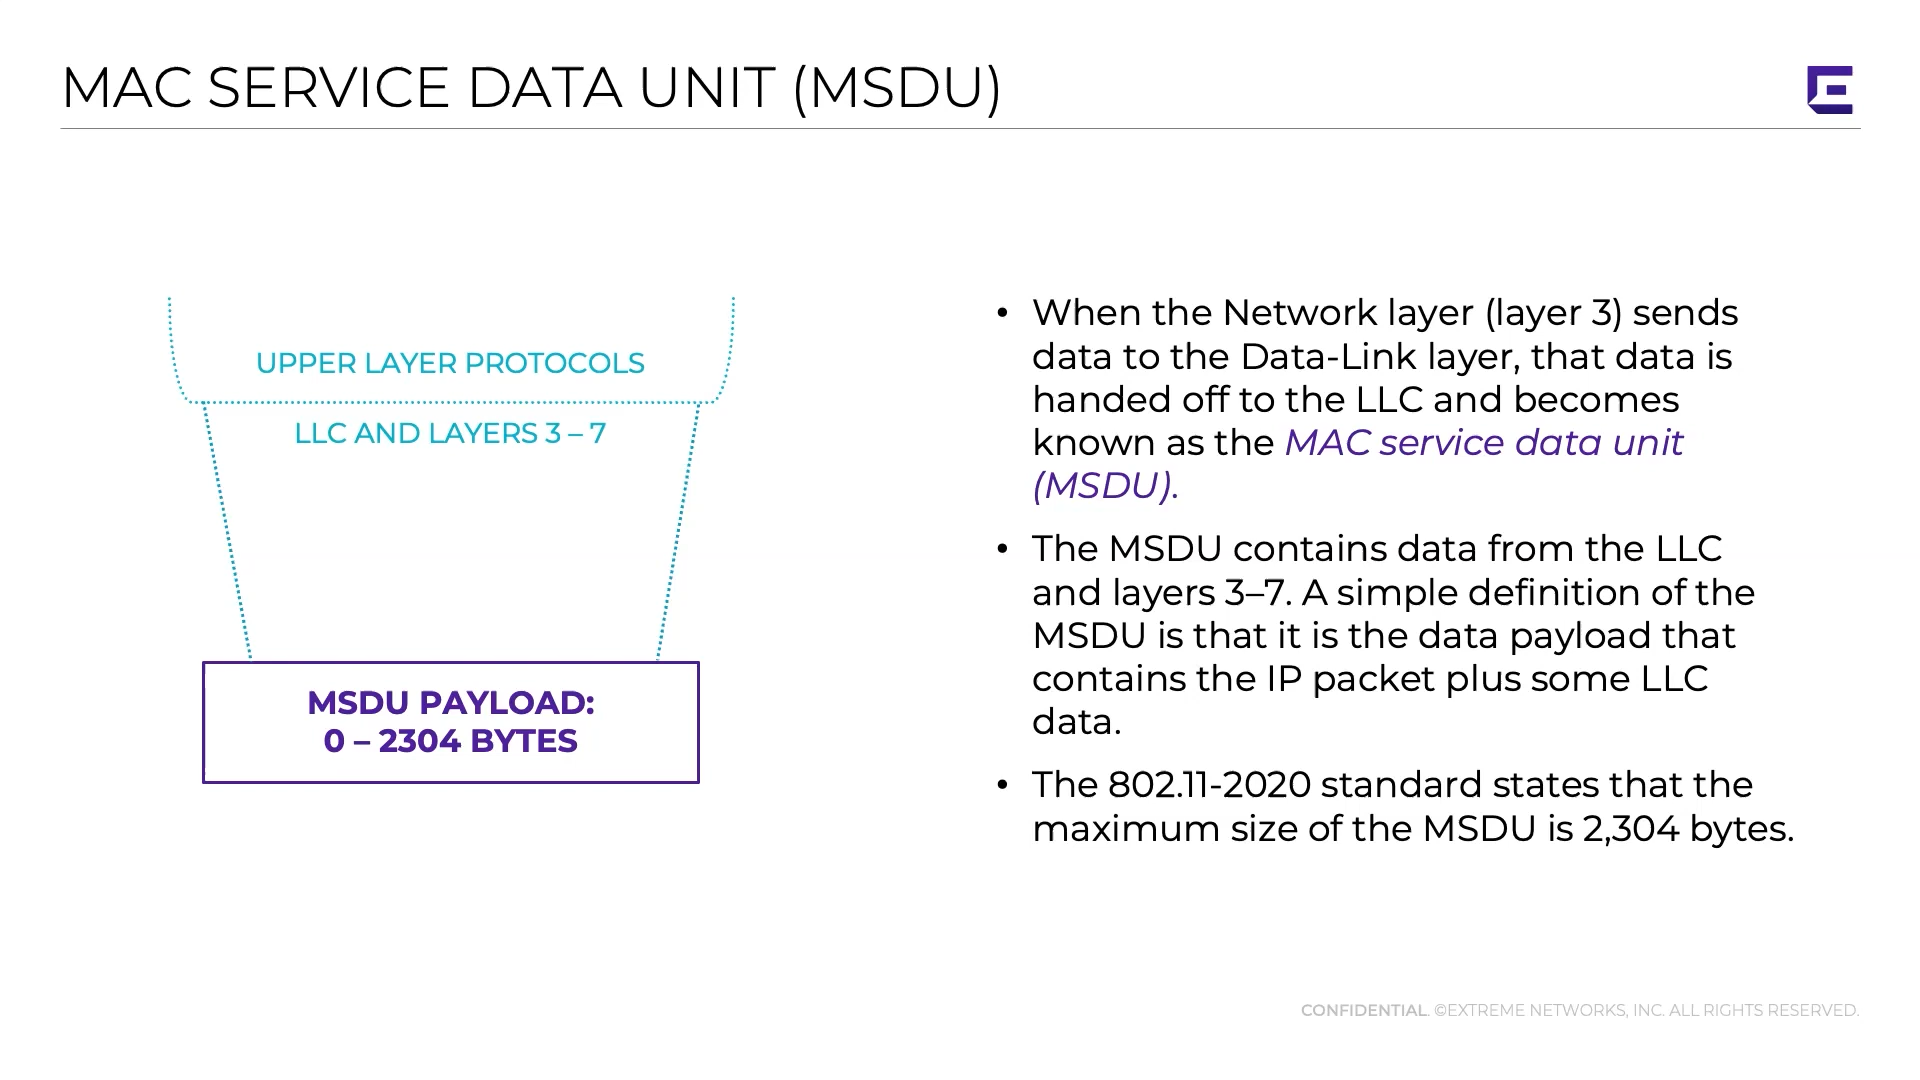 MAC SERVICE DATA UNIT (MSDU)
UPPER LAYER PROTOCOLS
LLC AND LAYERS 3 – 7
MSDU PAYLOAD:
0 – 2304 BYTES
• When the Network layer (layer 3) sends
data to the Data-Link layer, that data is
handed off to the LLC and becomes
known as the MAC service data unit
(MSDU).
• The MSDU contains data from the LLC
and layers 3–7. A simple definition of the
MSDU is that it is the data payload that
contains the IP packet plus some LLC
data.
• The 802.11-2020 standard states that the
maximum size of the MSDU is 2,304 bytes.
CONFIDENTIAL. ©EXTREME NETWORKS, INC. ALL RIGHTS RESERVED.